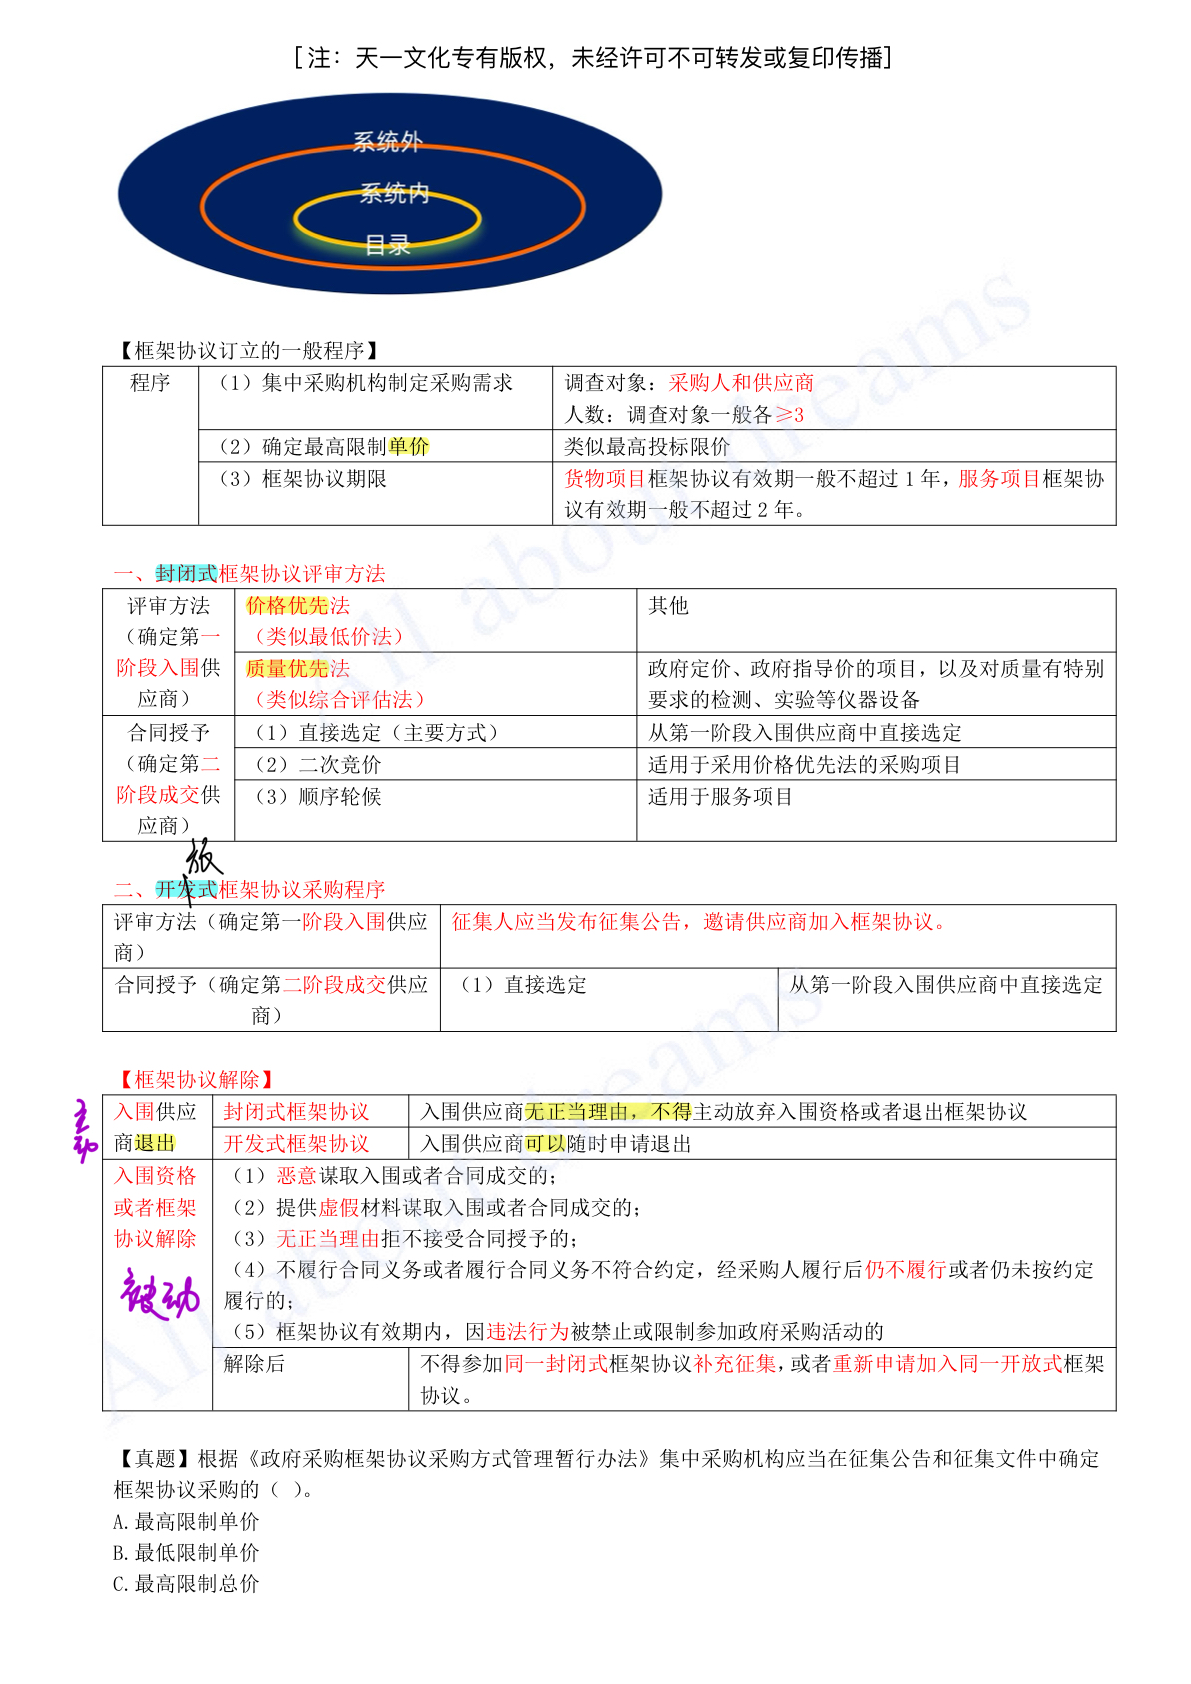 [注：天一文化专有版权，未经许可不可转发或复印传播]
系统外
系统内
目录
【框架协议订立的一般程序】
程序
（1）集中采购机构制定采购需求
调查对象：采购人和供应商
人数：调查对象一般各≥3
（2）确定最高限制单价
类似最高投标限价
（3）框架协议期限
货物项目框架协议有效期一般不超过 1 年，服务项目框架协
议有效期一般不超过 2 年。
一、封闭式框架协议评审方法
评审方法
（确定第一
阶段入围供
应商）
价格优先法
（类似最低价法）
其他
质量优先法
（类似综合评估法）
政府定价、政府指导价的项目，以及对质量有特别
要求的检测、实验等仪器设备
合同授予
（确定第二
阶段成交供
应商）
（1）直接选定（主要方式）
从第一阶段入围供应商中直接选定
（2）二次竞价
适用于采用价格优先法的采购项目
（3）顺序轮候
适用于服务项目
二、开发式框架协议采购程序
评审方法（确定第一阶段入围供应
商）
征集人应当发布征集公告，邀请供应商加入框架协议。
合同授予（确定第二阶段成交供应
商）
（1）直接选定
从第一阶段入围供应商中直接选定
【框架协议解除】
主动
入围供应
商退出
封闭式框架协议
入围供应商无正当理由，不得主动放弃入围资格或者退出框架协议
开发式框架协议
入围供应商可以随时申请退出
入围资格
或者框架
协议解除
被动
（1）恶意谋取入围或者合同成交的；
（2）提供虚假材料谋取入围或者合同成交的；
（3）无正当理由拒不接受合同授予的；
（4）不履行合同义务或者履行合同义务不符合约定，经采购人履行后仍不履行或者仍未按约定
履行的；
（5）框架协议有效期内，因违法行为被禁止或限制参加政府采购活动的
解除后
不得参加同一封闭式框架协议补充征集，或者重新申请加入同一开放式框架
协议。
【真题】根据《政府采购框架协议采购方式管理暂行办法》集中采购机构应当在征集公告和征集文件中确定
框架协议采购的（ ）。
A.最高限制单价
B.最低限制单价
C.最高限制总价
All about dreams
All about dreams